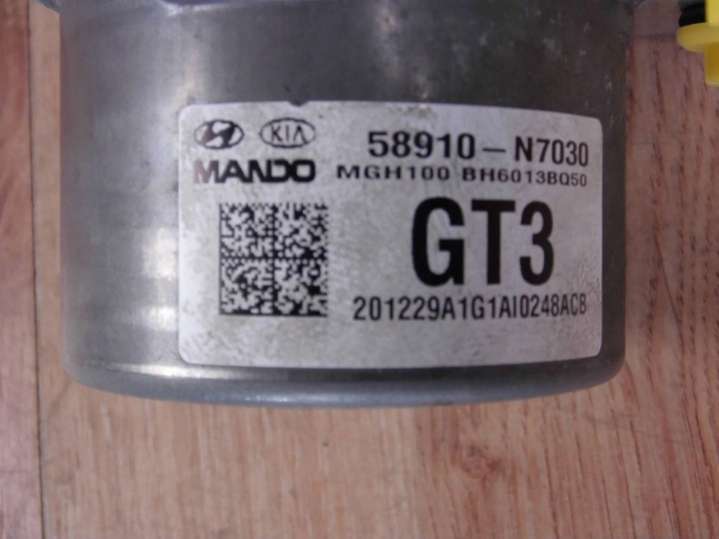 KIA
58910-N7030
MANDO
MGH100 BH6013BQ50
GT3
201229A1G1AI0248ACB